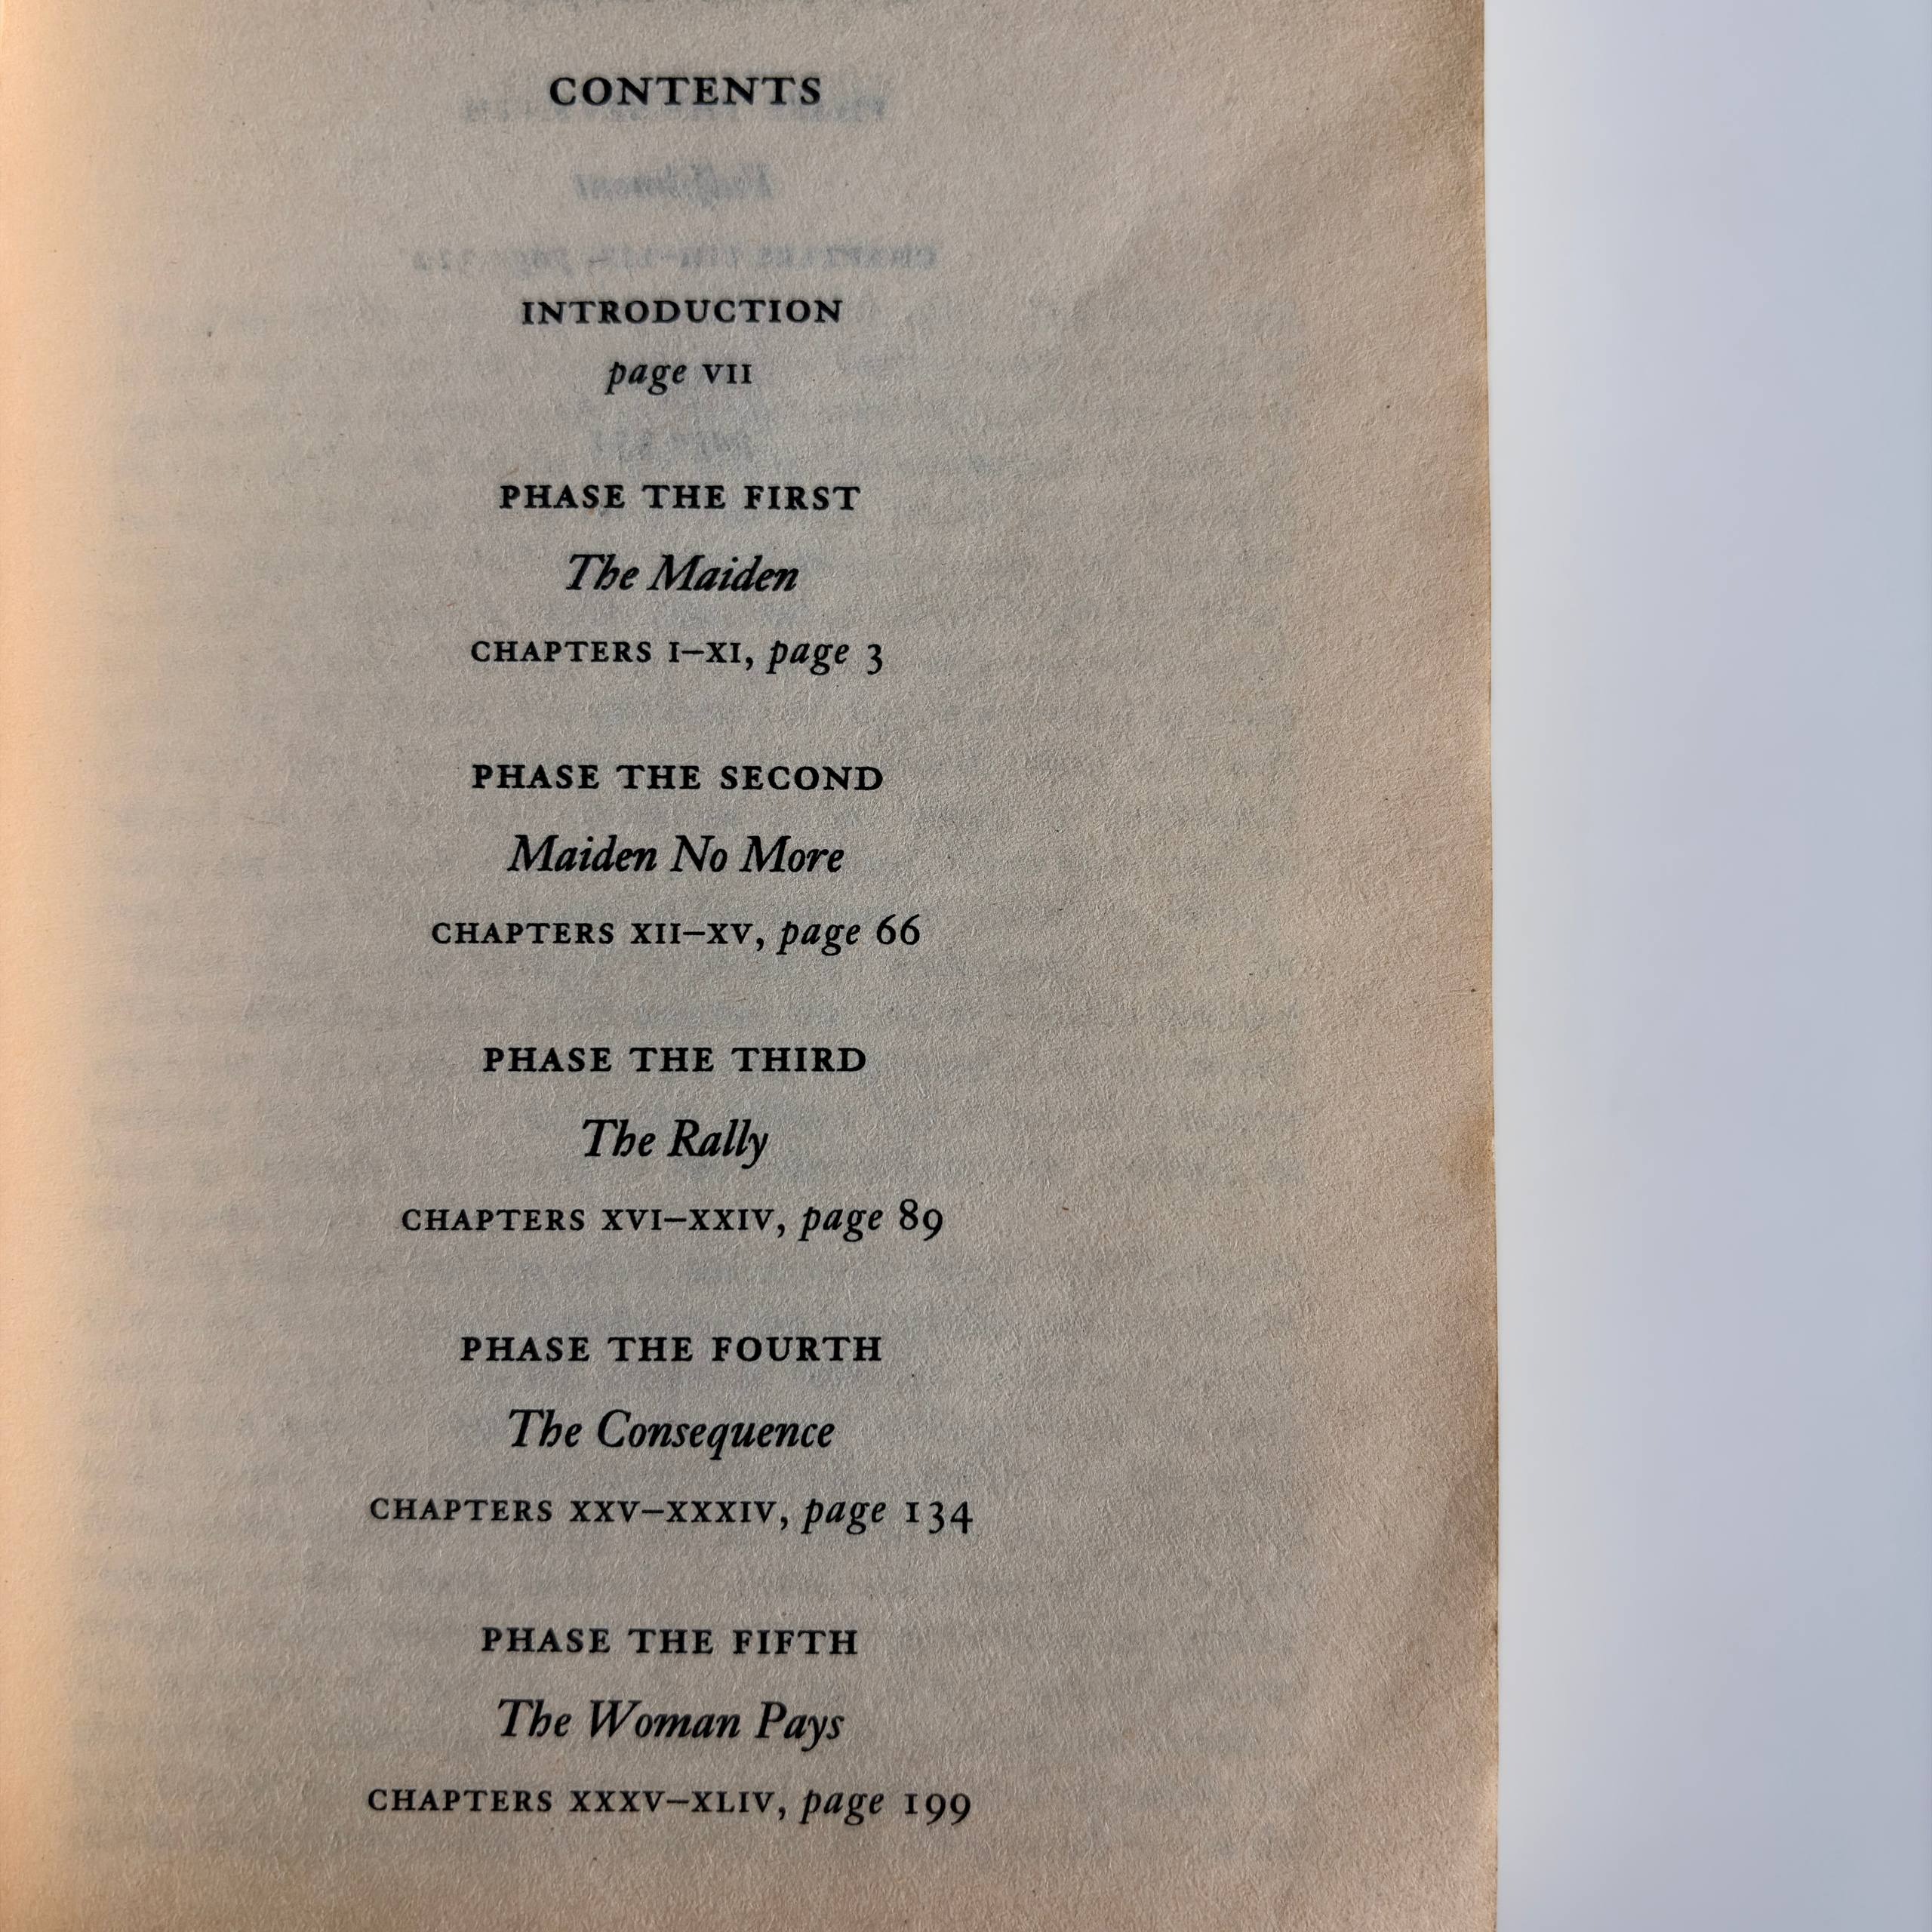 CONTENTS
INTRODUCTION
page VII
PHASE THE FIRST
The Maiden
CHAPTERS I–XI, page 3
PHASE THE SECOND
Maiden No More
CHAPTERS XII–XV, page 66
PHASE THE THIRD
The Rally
CHAPTERS XVI–XXIV, page 89
PHASE THE FOURTH
The Consequence
CHAPTERS XXV–XXXIV, page 134
PHASE THE FIFTH
The Woman Pays
CHAPTERS XXXV–XLIV, page 199